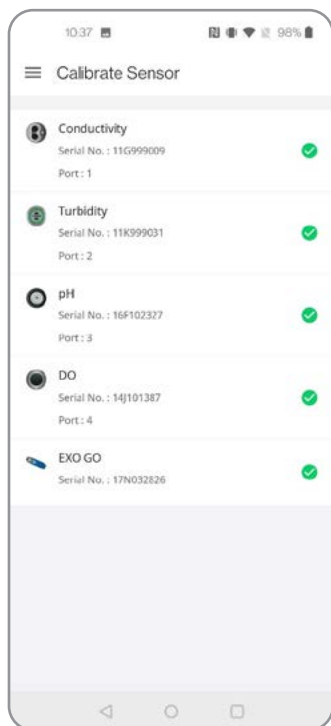 10:37
98%
Calibrate Sensor
Conductivity
Serial No. : 11G999009
Port : 1
Turbidity
Serial No. : 11K999031
Port : 2
pH
Serial No. : 16F102327
Port : 3
DO
Serial No. : 14J101387
Port : 4
EXO GO
Serial No. : 17N032826